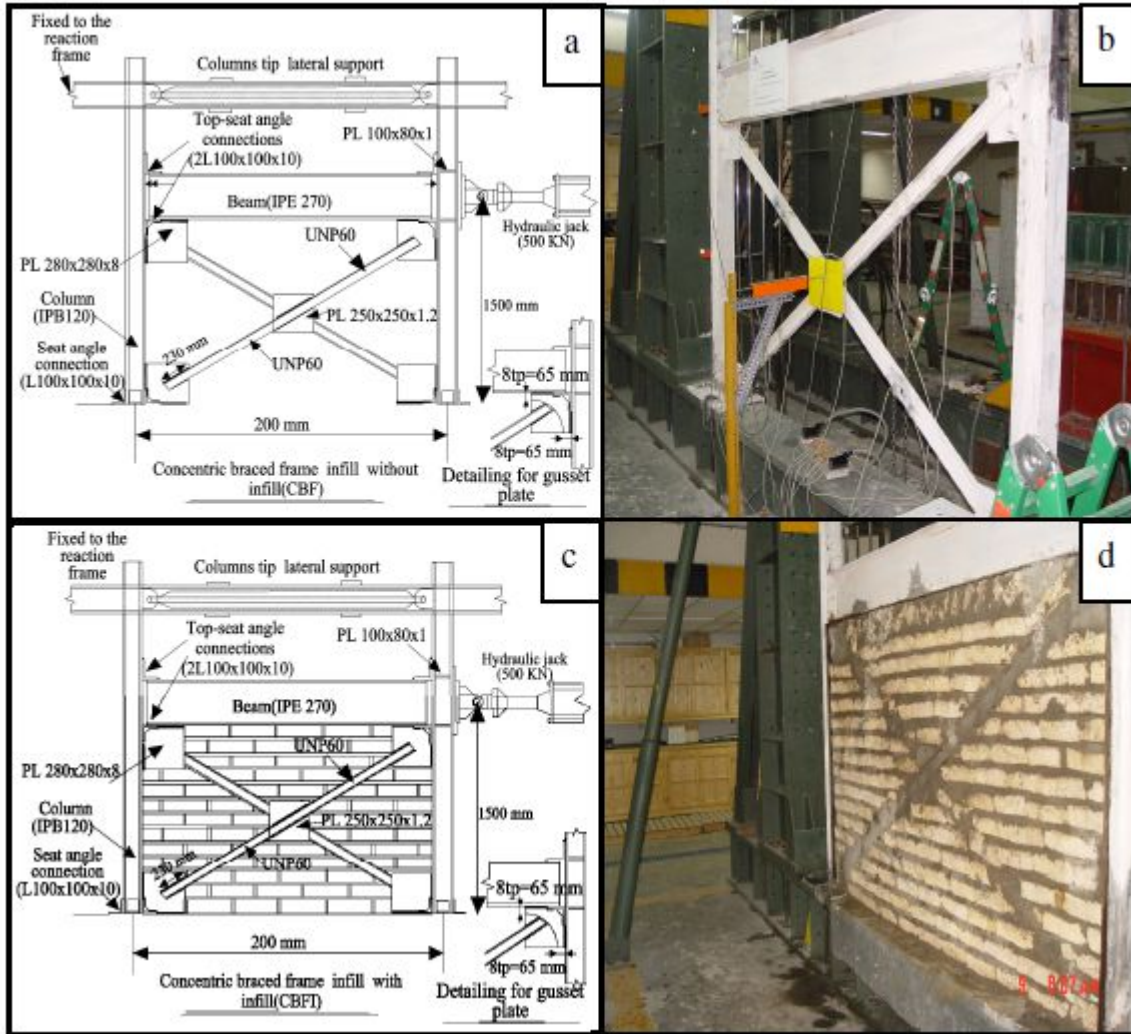 a
Fixed to the
reaction
frame
Columns tip lateral support
Top-seat angle
connections
(2L100x100x10)
PL 100x80x1
Beam(IPE 270)
Hydraulic jack
(500 KN)
UNP60
PL 280x280x8
1500 mm
Column
(IPB120)
PL 250x250x1.2
Seat angle
connection
(L100x100x10)
230 mm
UNP60
8tp=65 mm
200 mm
8tp=65 mm
Concentric braced frame infill without
infill(CBF)
Detailing for gusset
plate
b
c
Fixed to the
reaction
frame
Columns tip lateral support
Top-seat angle
connections
(2L100x100x10)
PL 100x80x1
Hydraulic jack
(500 KN)
Beam(IPE 270)
UNP60
PL 280x280x8
1500 mm
Column
(IPB120)
PL 250x250x1.2
Seat angle
connection
(L100x100x10)
230 mm
UNP60
8tp=65 mm
200 mm
8tp=65 mm
Concentric braced frame infill with
infill(CBFI)
Detailing for gusset
plate
d